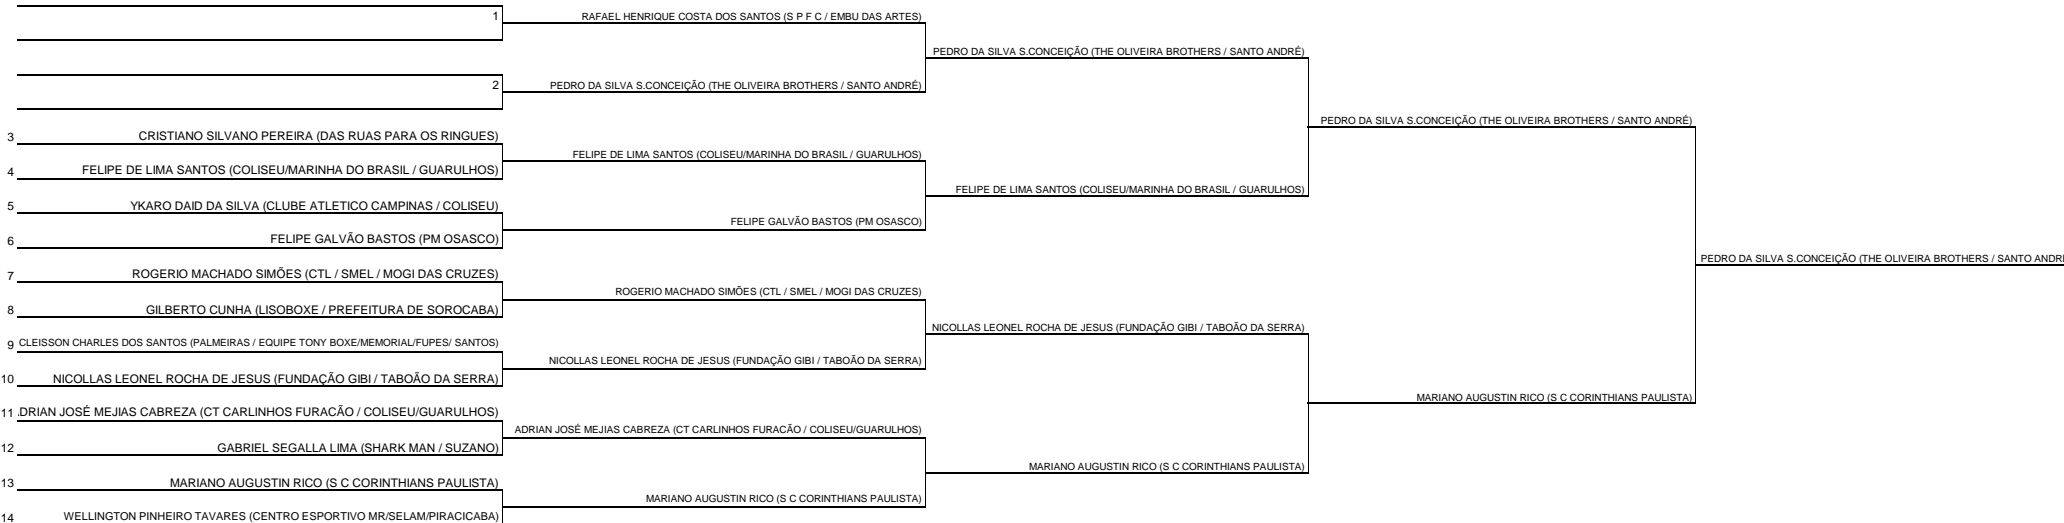 1
RAFAEL HENRIQUE COSTA DOS SANTOS (S P F C / EMBU DAS ARTES)
PEDRO DA SILVA S.CONCEIÇÃO (THE OLIVEIRA BROTHERS / SANTO ANDRÉ)
2
PEDRO DA SILVA S.CONCEIÇÃO (THE OLIVEIRA BROTHERS / SANTO ANDRÉ)
PEDRO DA SILVA S.CONCEIÇÃO (THE OLIVEIRA BROTHERS / SANTO ANDRÉ)
3 CRISTIANO SILVANO PEREIRA (DAS RUAS PARA OS RINGUES)
FELIPE DE LIMA SANTOS (COLISEU/MARINHA DO BRASIL / GUARULHOS)
4 FELIPE DE LIMA SANTOS (COLISEU/MARINHA DO BRASIL / GUARULHOS)
FELIPE DE LIMA SANTOS (COLISEU/MARINHA DO BRASIL / GUARULHOS)
5 YKARO DAID DA SILVA (CLUBE ATLETICO CAMPINAS / COLISEU)
FELIPE GALVÃO BASTOS (PM OSASCO)
6 FELIPE GALVÃO BASTOS (PM OSASCO)
PEDRO DA SILVA S.CONCEIÇÃO (THE OLIVEIRA BROTHERS / SANTO ANDRÉ
7 ROGERIO MACHADO SIMÕES (CTL / SMEL / MOGI DAS CRUZES)
ROGERIO MACHADO SIMÕES (CTL / SMEL / MOGI DAS CRUZES)
8 GILBERTO CUNHA (LISOBOXE / PREFEITURA DE SOROCABA)
NICOLLAS LEONEL ROCHA DE JESUS (FUNDAÇÃO GIBI / TABOÃO DA SERRA)
9 CLEISSON CHARLES DOS SANTOS (PALMEIRAS / EQUIPE TONY BOXE/MEMORIAL/FUPES/ SANTOS)
NICOLLAS LEONEL ROCHA DE JESUS (FUNDAÇÃO GIBI / TABOÃO DA SERRA)
10 NICOLLAS LEONEL ROCHA DE JESUS (FUNDAÇÃO GIBI / TABOÃO DA SERRA)
MARIANO AUGUSTIN RICO (S C CORINTHIANS PAULISTA)
11 DRIAN JOSÉ MEJIAS CABREZA (CT CARLINHOS FURACÃO / COLISEU/GUARULHOS)
ADRIAN JOSÉ MEJIAS CABREZA (CT CARLINHOS FURACÃO / COLISEU/GUARULHOS)
12 GABRIEL SEGALLA LIMA (SHARK MAN / SUZANO)
MARIANO AUGUSTIN RICO (S C CORINTHIANS PAULISTA)
13 MARIANO AUGUSTIN RICO (S C CORINTHIANS PAULISTA)
MARIANO AUGUSTIN RICO (S C CORINTHIANS PAULISTA)
14 WELLINGTON PINHEIRO TAVARES (CENTRO ESPORTIVO MR/SELAM/PIRACICABA)